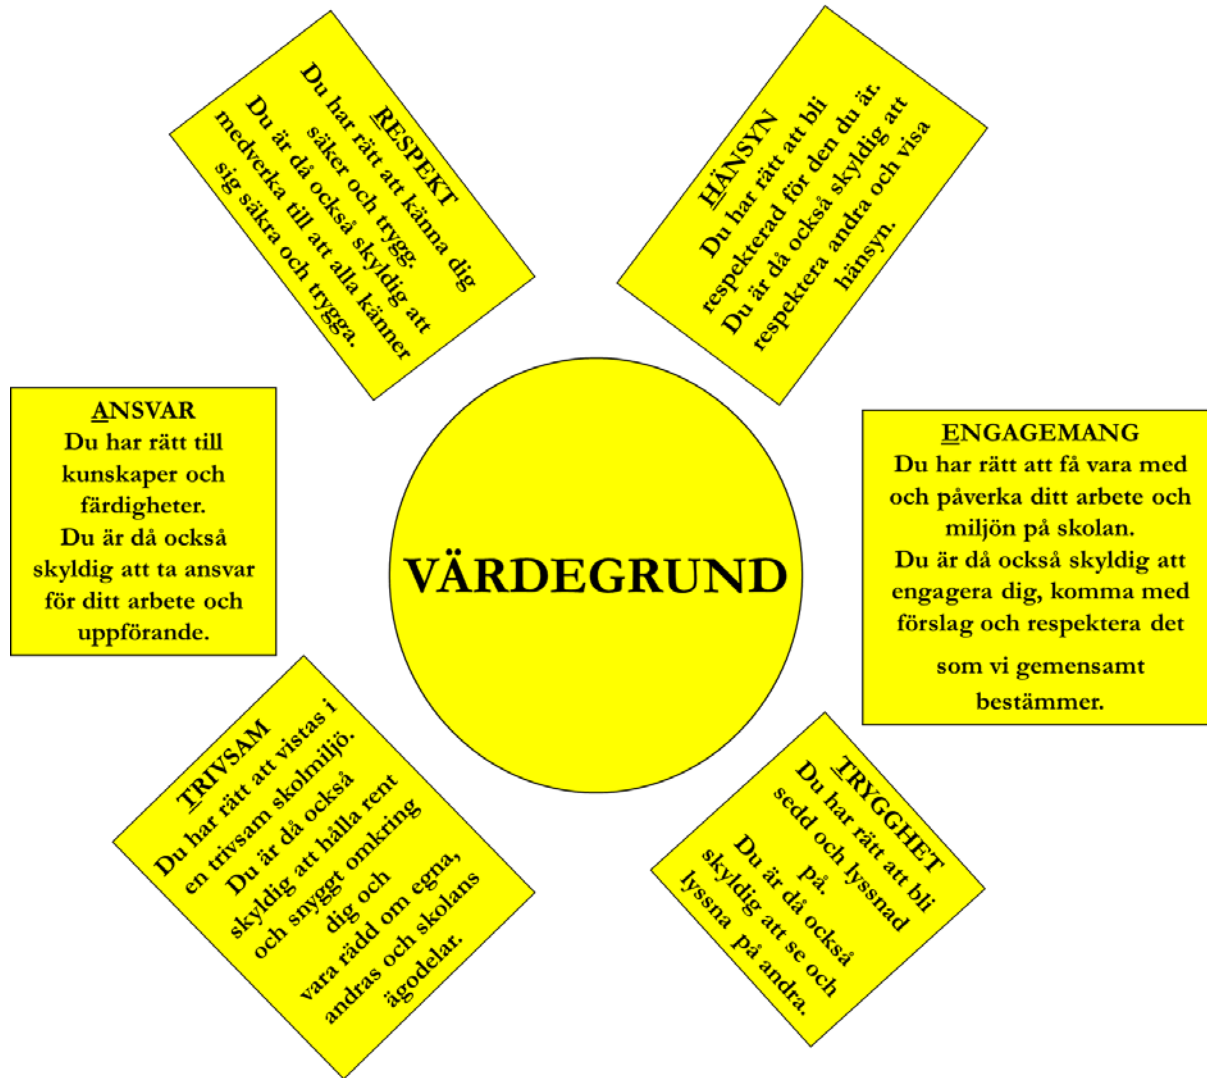 RESPEKT
Du har rätt att känna dig
säker och trygg.
Du är då också skyldig att
medverka till att alla känner
sig säkra och trygga.
HÄNSYN
Du har rätt att bli
respekterad för den du är.
Du är då också skyldig att
respektera andra och visa
hänsyn.
ANSVAR
Du har rätt till
kunskaper och
färdigheter.
Du är då också
skyldig att ta ansvar
för ditt arbete och
uppförande.
VÄRDEGRUND
ENGAGEMANG
Du har rätt att få vara med
och påverka ditt arbete och
miljön på skolan.
Du är då också skyldig att
engagera dig, komma med
förslag och respektera det
som vi gemensamt
bestämmer.
TRIVSAM
Du har rätt att vistas i
en trivsam skolmiljö.
Du är då också
skyldig att hålla rent
och snyggt omkring
dig och
vara rädd om egna,
andras och skolans
ägodelar.
TRYGGHET
Du har rätt att bli
sedd och lyssnad
på.
Du är då också
skyldig att se och
lyssna på andra.